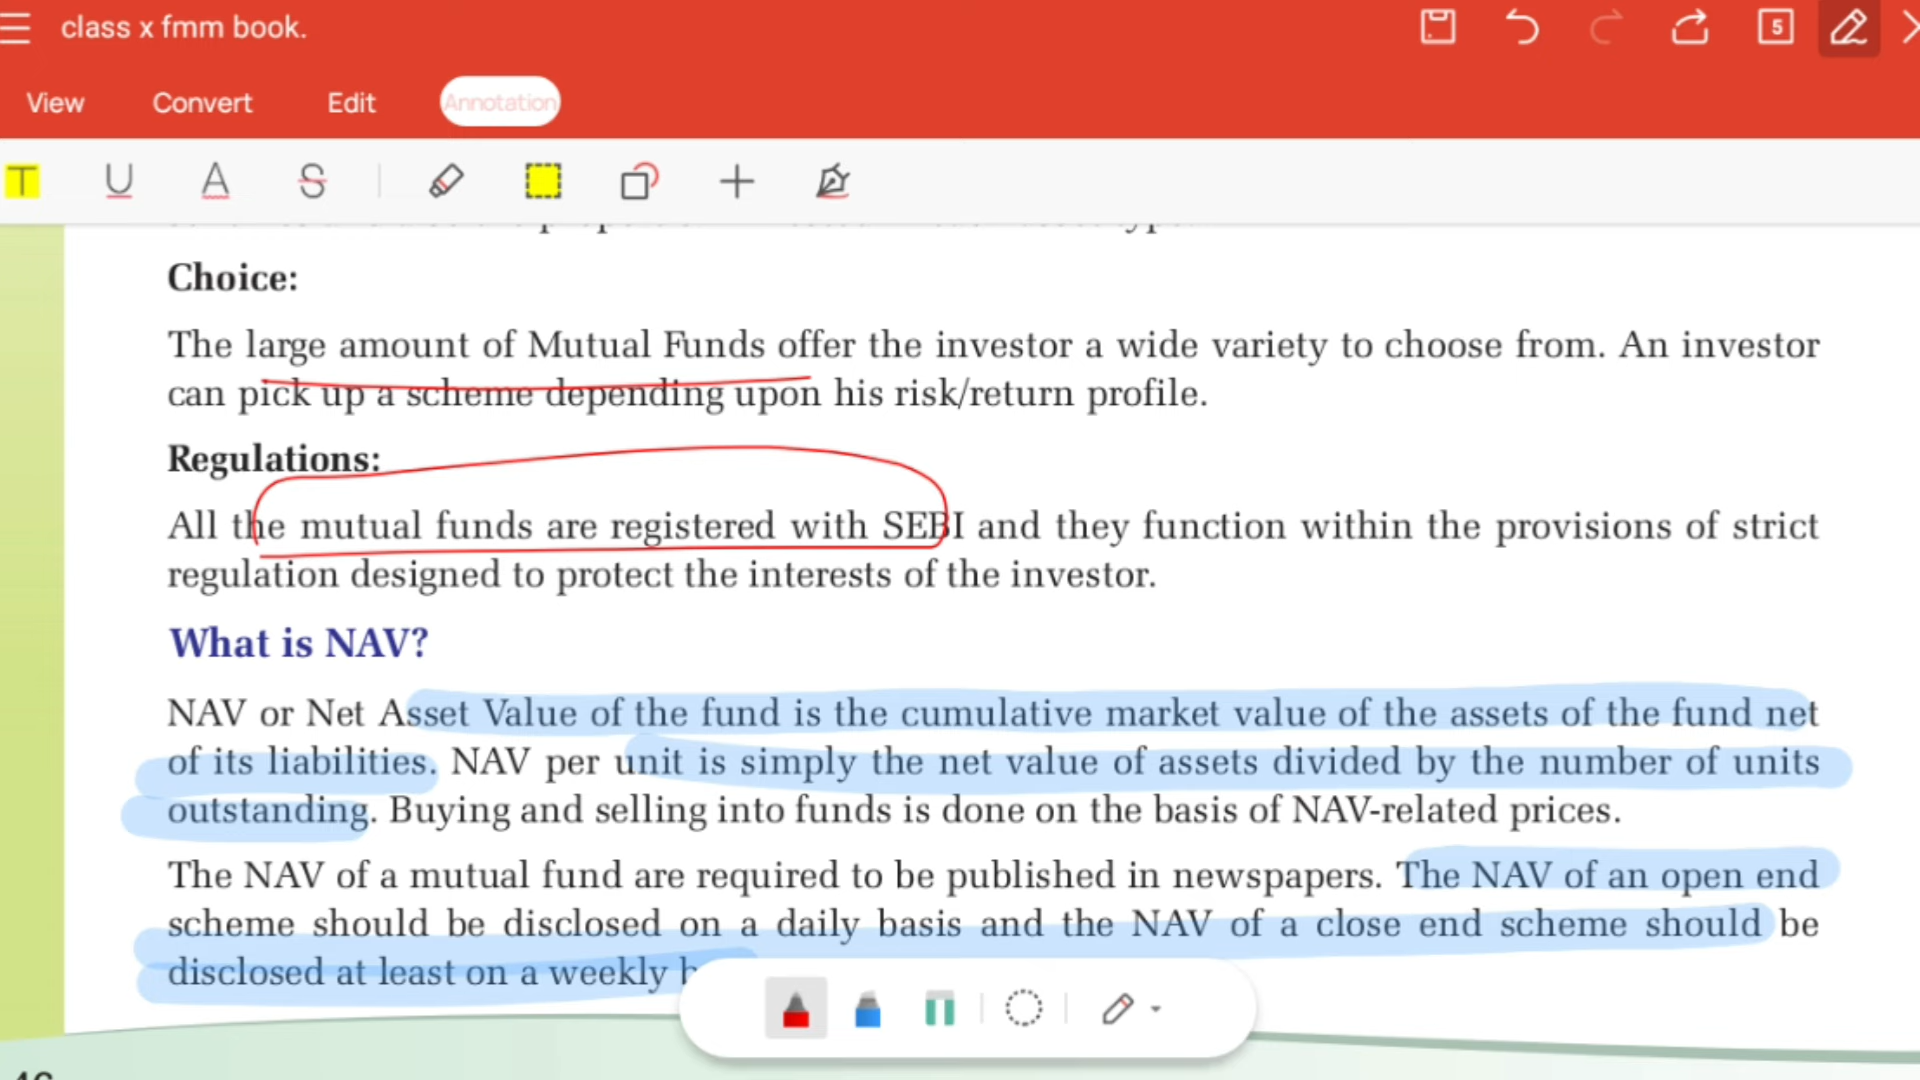 class x fmm book.
5
View Convert Edit Annotation
T U A S
Choice:
The large amount of Mutual Funds offer the investor a wide variety to choose from. An investor
can pick up a scheme depending upon his risk/return profile.
Regulations:
All the mutual funds are registered with SEBI and they function within the provisions of strict
regulation designed to protect the interests of the investor.
What is NAV?
NAV or Net Asset Value of the fund is the cumulative market value of the assets of the fund net
of its liabilities. NAV per unit is simply the net value of assets divided by the number of units
outstanding. Buying and selling into funds is done on the basis of NAV-related prices.
The NAV of a mutual fund are required to be published in newspapers. The NAV of an open end
scheme should be disclosed on a daily basis and the NAV of a close end scheme should be
disclosed at least on a weekly